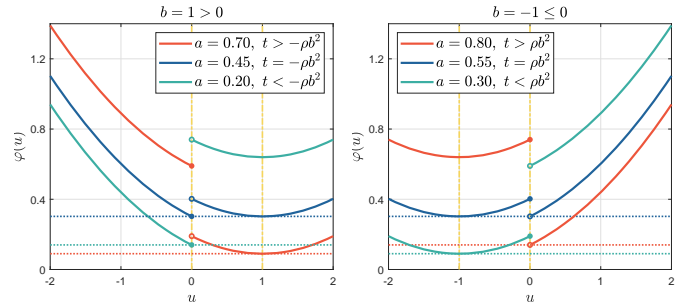 b = 1 > 0
1.2
0.8
0.4
0
φ(u)
a = 0.70, t > −ρb²
a = 0.45, t = −ρb²
a = 0.20, t < −ρb²
-2 -1 0 1 2
u
b = −1 ≤ 0
1.2
0.8
0.4
0
φ(u)
a = 0.80, t > ρb²
a = 0.55, t = ρb²
a = 0.30, t < ρb²
-2 -1 0 1 2
u